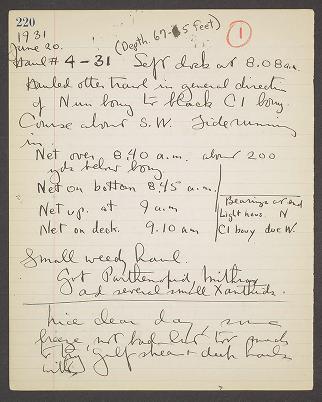 220
1931
June 20.
(Depth. 67-65 feet)
1
Haul # 4-31 Left dock at 8.08 a.m.
Hauled otter trawl in general direction
of Nun buoy to black C1 buoy.
Course about S.W. Tide running
in.
Net over 8.40 a.m. about 200
yds below buoy
Net on bottom 8.45 a.m.
Net up. at 9 a.m
Net on deck. 9.10 am
Bearings at end
Light hous. N
C1 buoy due W.
Small weedy haul.
Got Parthenopid, Mithrax
and several small Xanthids.
Nice clear day, some
breeze, not bad but too much
to try gulf stream + deep hauls
with